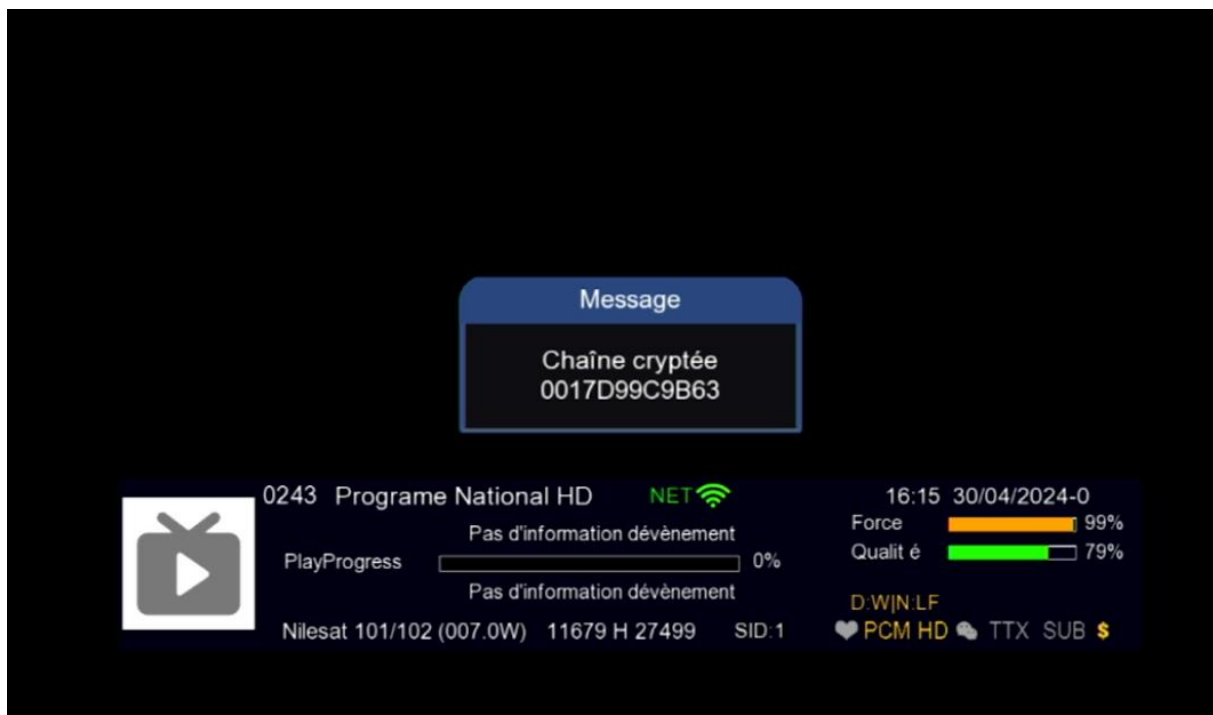 Message
Chaîne cryptée
0017D99C9B63
0243 Programe National HD NET 16:15 30/04/2024-0
Pas d'information dévènement
Force 99%
PlayProgress 0%
Qualit é 79%
Pas d'information dévènement
D:W|N:LF
Nilesat 101/102 (007.0W) 11679 H 27499 SID:1
PCM HD TTX SUB $